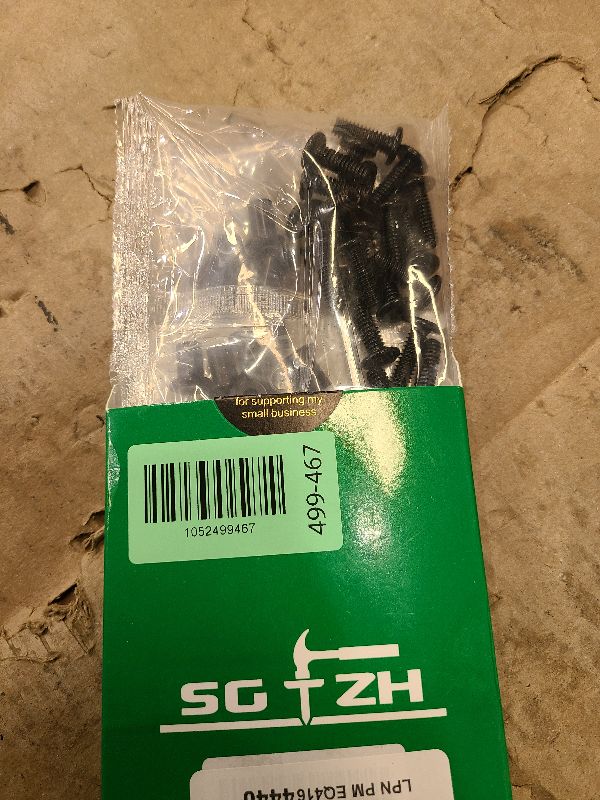 for supporting my
small business
1052499467
499-467
SG ZH
LPN PM EQ4164440